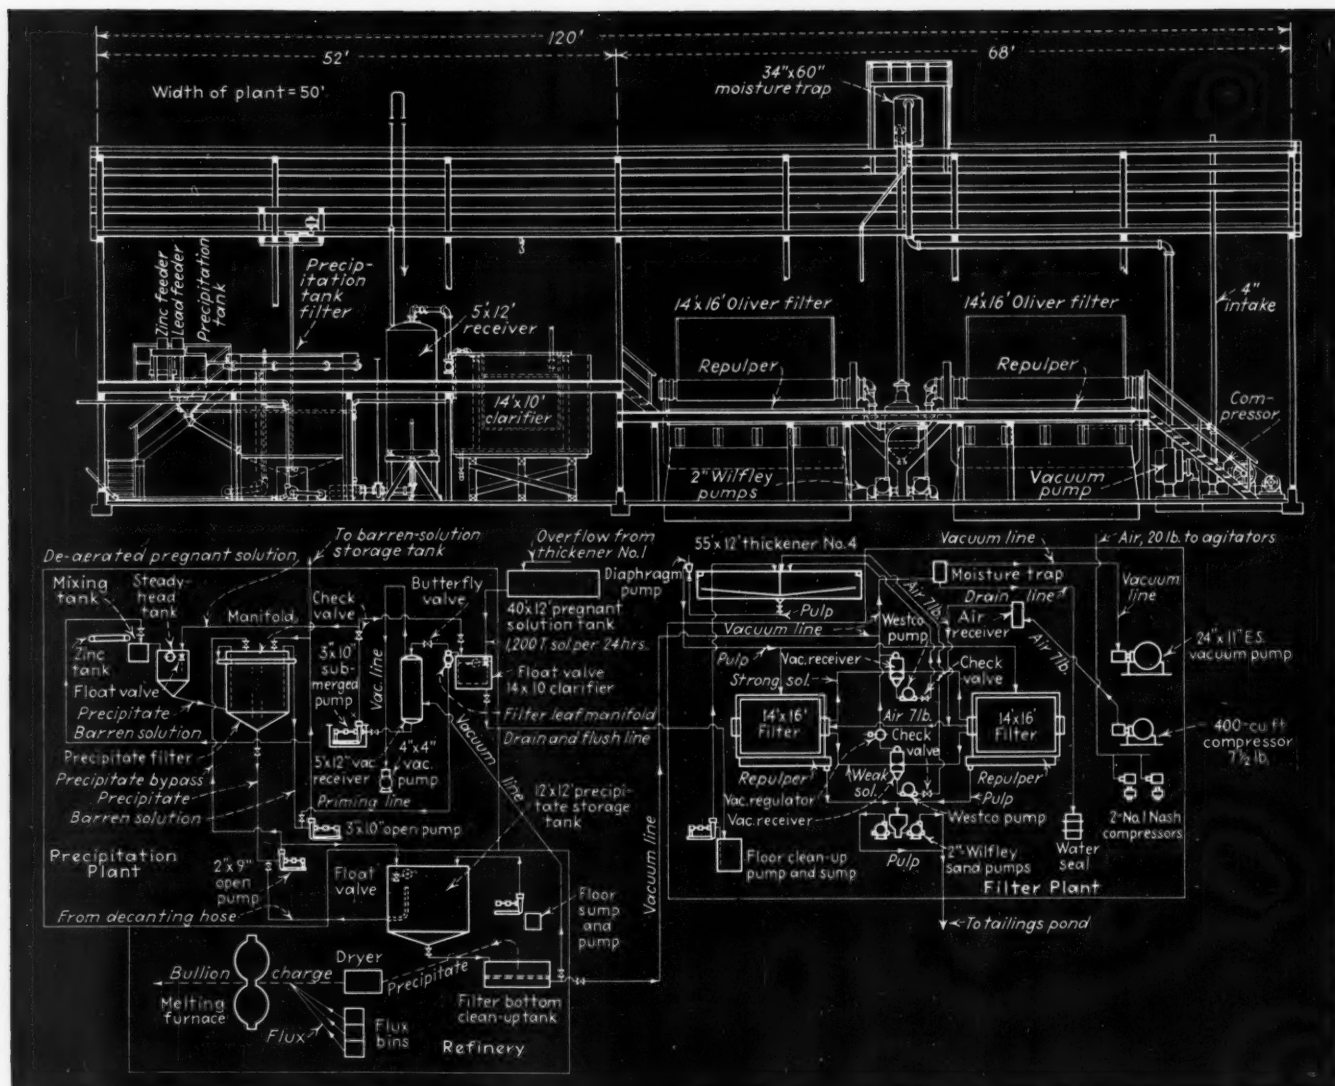 120'
52'
68'
Width of plant = 50'
34"x60"
moisture trap
Zinc feeder
Lead feeder
Precipitation
tank
Precip-
itation
tank
filter
5'x12'
receiver
14'x10'
clarifier
14'x16' Oliver filter
14'x16' Oliver filter
4"
intake
Repulper
Repulper
Com-
pressor
2" Wilfley
pumps
Vacuum
pump
To barren-solution
storage tank
De-aerated pregnant solution
Mixing
tank
Steady-
head
tank
Manifold
Check
valve
Butterfly
valve
Overflow from
thickener No.1
40'x12' pregnant
solution tank
1,200 T. sol. per 24 hrs.
Diaphragm
pump
Zinc
tank
Float valve
Precipitate
Barren solution
Precipitate filter
Precipitate bypass
Precipitate
Barren solution
3"x10"
sub-
merged
pump
Vac. line
Float valve
14 x 10 clarifier
Filter leaf manifold
Drain and flush line
5'x12" vac.
receiver
4"x4"
vac.
pump
Vacuum
line
Priming line
3"x10" open pump
12'x12' precipi-
tate storage
tank
Precipitation
Plant
2"x9"
open
pump
Float
valve
From decanting hose
Floor
sump
and
pump
Vacuum line
Bullion
charge
Dryer
Precipitate
Melting
furnace
Flux
Flux
bins
Filter bottom
clean-up tank
Refinery
55'x12' thickener No.4
Pulp
Vacuum line
Air, 20 lb. to agitators
Moisture trap
Drain line
Vacuum
line
Vacuum line
Air 7lb.
Westco
pump
Air
receiver
Air 7lb.
24"x11" E.S.
vacuum pump
Pulp
Strong sol.
Vac. receiver
Check
valve
14'x16'
Filter
Air 7lb.
Check
valve
14'x16'
Filter
400-cu ft
compressor
7½ lb.
Repulper
Weak
sol.
Repulper
Vac. regulator
Pulp
Vac. receiver
Westco pump
2-No.1 Nash
compressors
Floor clean-up
pump and sump
Pulp
2"-Wilfley
sand pumps
Water
seal
Filter Plant
To tailings pond